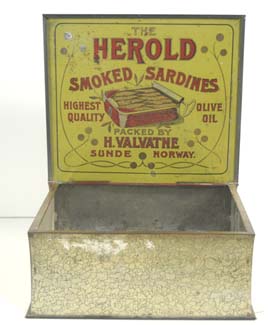 THE
HEROLD
SMOKED SARDINES
HIGHEST QUALITY
OLIVE OIL
PACKED BY
H. VALVATNE
SUNDE NORWAY.